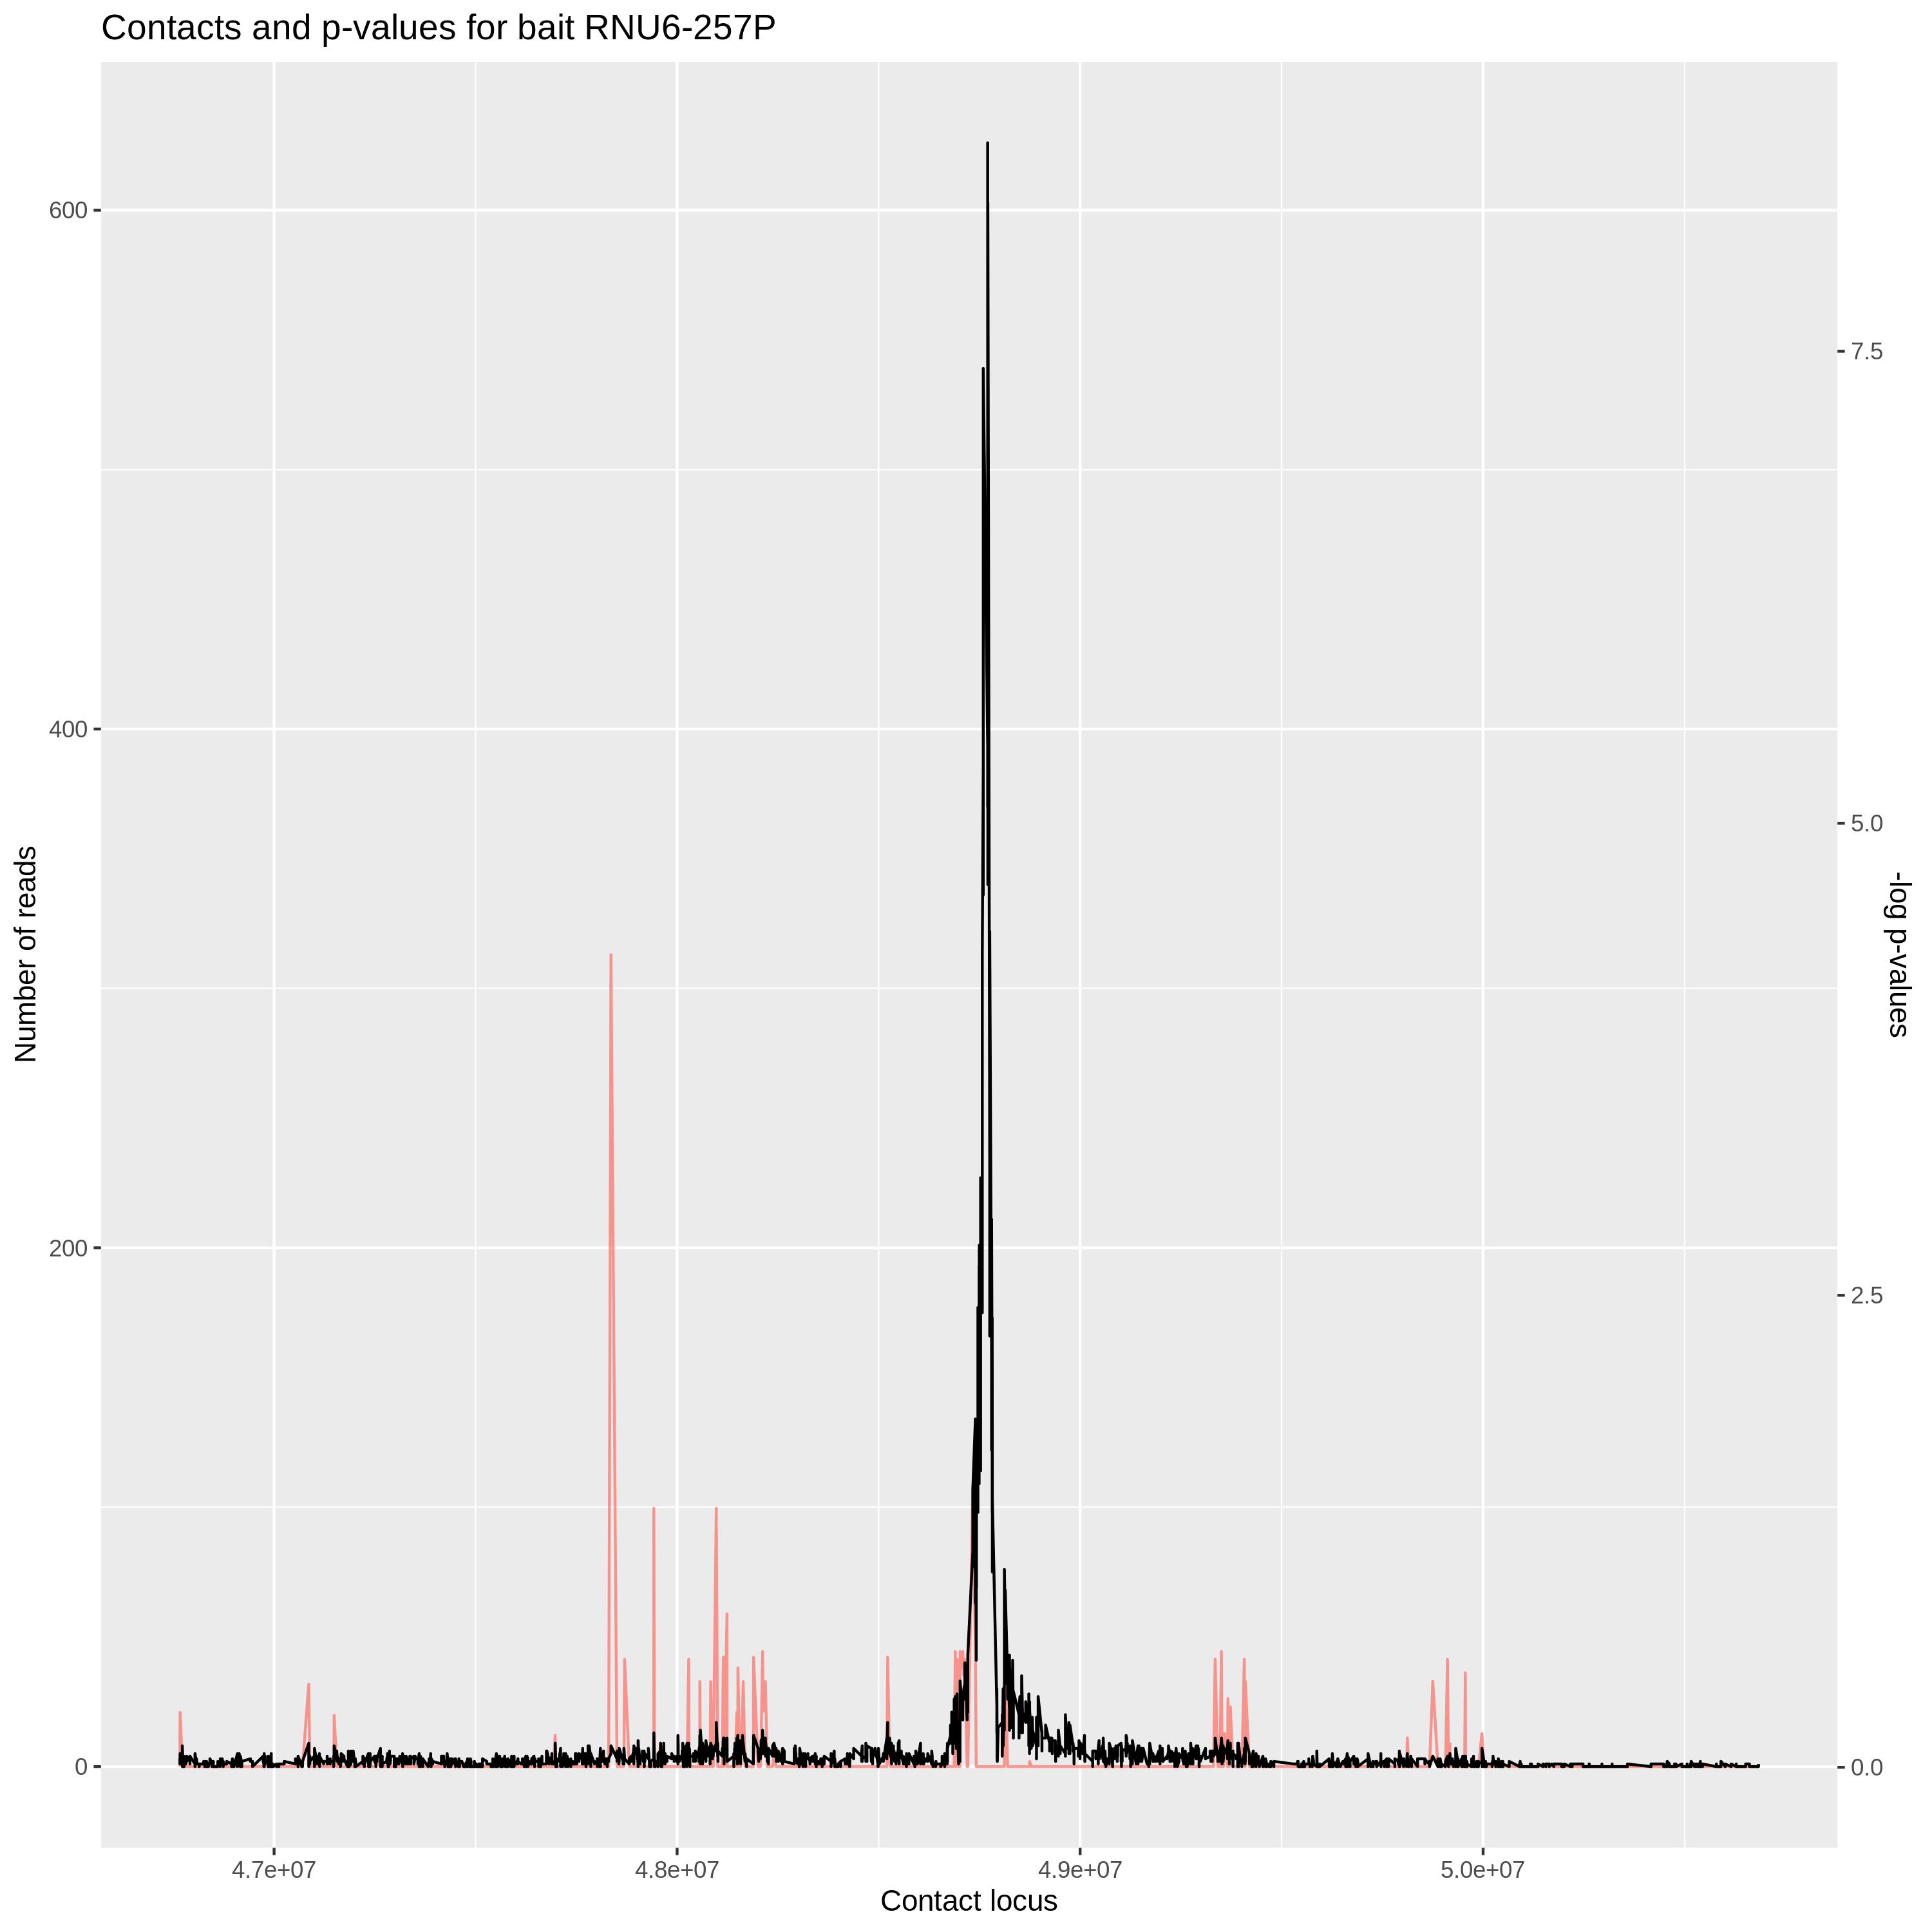 Contacts and p-values for bait RNU6-257P
600
400
200
0
Number of reads
7.5
5.0
2.5
0.0
-log p-values
4.7e+07
4.8e+07
4.9e+07
5.0e+07
Contact locus